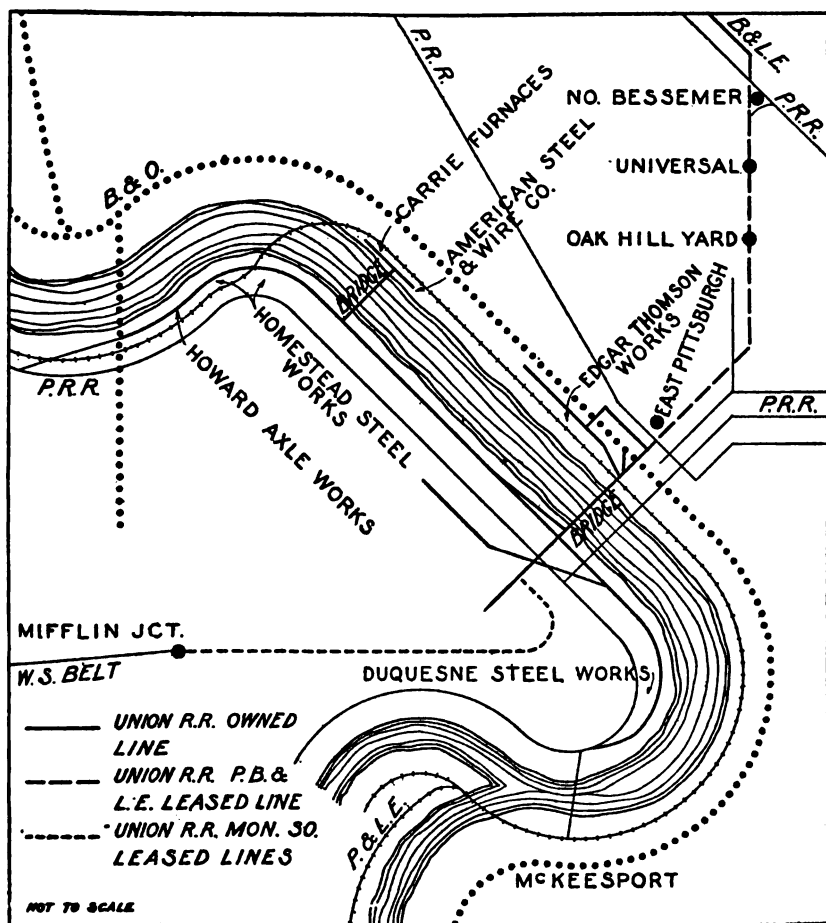 P.R.R.
B.&L.E.
NO. BESSEMER
P.R.R.
CARRIE FURNACES
AMERICAN STEEL
& WIRE CO.
UNIVERSAL
B.&O.
OAK HILL YARD
BRIDGE
EDGAR THOMSON
WORKS
EAST PITTSBURGH
HOMESTEAD STEEL
WORKS
HOWARD AXLE WORKS
P.R.R.
P.R.R.
BRIDGE
MIFFLIN JCT.
W.S. BELT
DUQUESNE STEEL WORKS
UNION R.R. OWNED
LINE
UNION R.R. P.B.&
L.E. LEASED LINE
UNION R.R. MON. SO.
LEASED LINES
P.&L.E.
MCKEESPORT
NOT TO SCALE